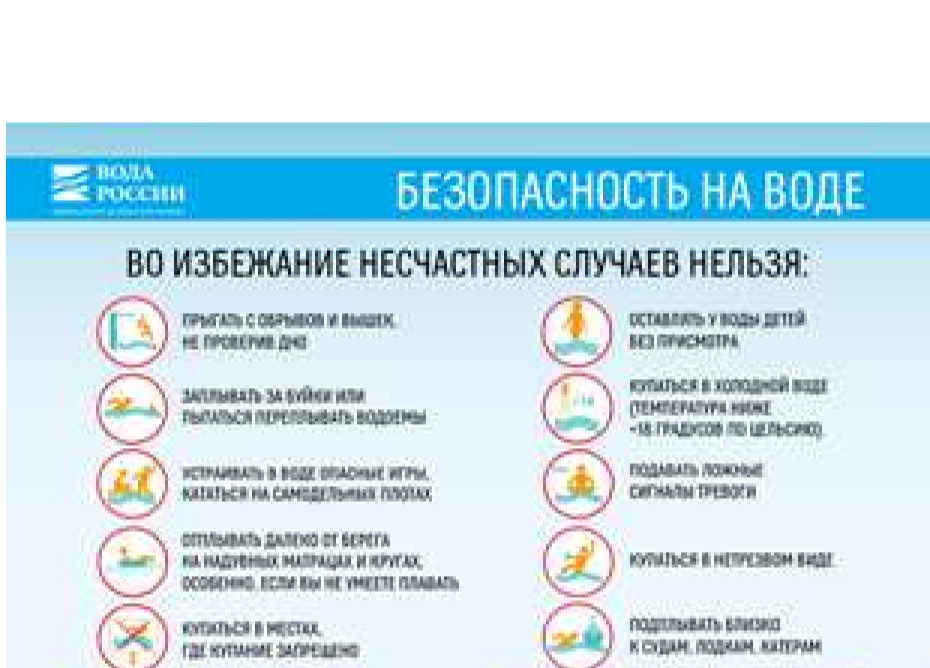 ВОДА
РОССИИ
БЕЗОПАСНОСТЬ НА ВОДЕ
ВО ИЗБЕЖАНИЕ НЕСЧАСТНЫХ СЛУЧАЕВ НЕЛЬЗЯ:
ПРЫГАТЬ С ОБРЫВОВ И ВЫШЕК,
НЕ ПРОВЕРИВ ДНО
ЗАПЛЫВАТЬ ЗА БУЙКИ ИЛИ
ПЫТАТЬСЯ ПЕРЕПЛЫВАТЬ ВОДОЕМЫ
УСТРАИВАТЬ В ВОДЕ ОПАСНЫЕ ИГРЫ,
КАТАТЬСЯ НА САМОДЕЛЬНЫХ ПЛОТАХ
ОТПЛЫВАТЬ ДАЛЕКО ОТ БЕРЕГА
НА НАДУВНЫХ МАТРАЦАХ И КРУГАХ,
ОСОБЕННО, ЕСЛИ ВЫ НЕ УМЕЕТЕ ПЛАВАТЬ
КУПАТЬСЯ В МЕСТАХ,
ГДЕ КУПАНИЕ ЗАПРЕЩЕНО
ОСТАВЛЯТЬ У ВОДЫ ДЕТЕЙ
БЕЗ ПРИСМОТРА
КУПАТЬСЯ В ХОЛОДНОЙ ВОДЕ
(ТЕМПЕРАТУРА НИЖЕ
+18 ГРАДУСОВ ПО ЦЕЛЬСИЮ)
ПОДАВАТЬ ЛОЖНЫЕ
СИГНАЛЫ ТРЕВОГИ
КУПАТЬСЯ В НЕТРЕЗВОМ ВИДЕ
ПОДПЛЫВАТЬ БЛИЗКО
К СУДАМ, ЛОДКАМ, КАТЕРАМ